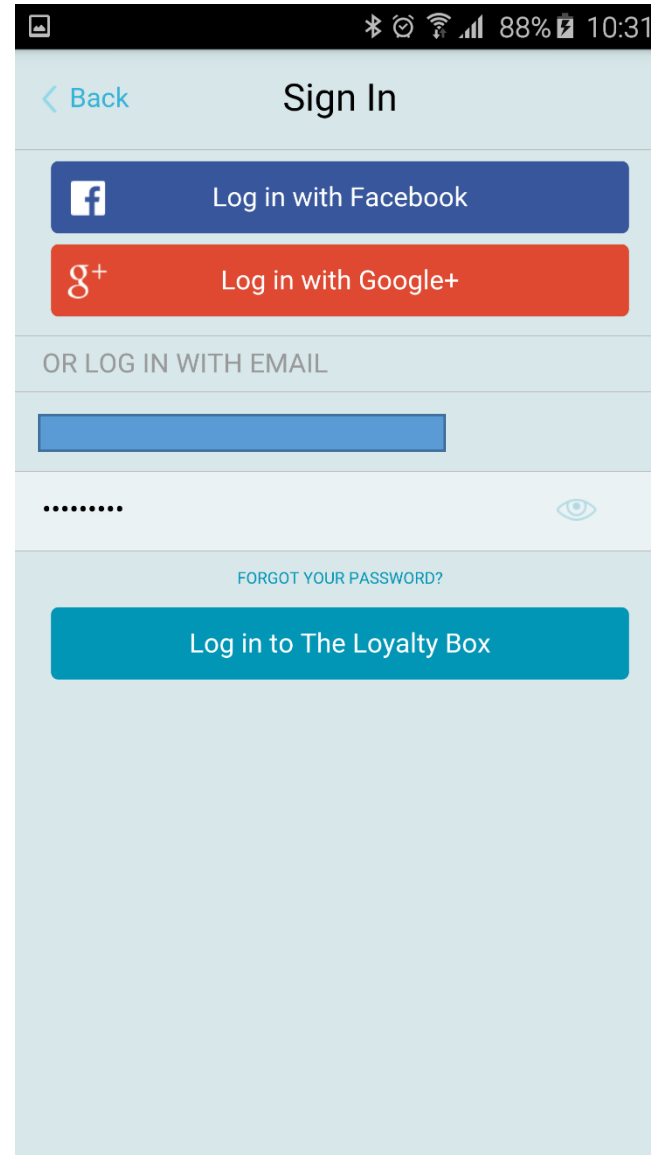 88% 10:31
Back Sign In
f Log in with Facebook
g+ Log in with Google+
OR LOG IN WITH EMAIL
•••••••••
FORGOT YOUR PASSWORD?
Log in to The Loyalty Box